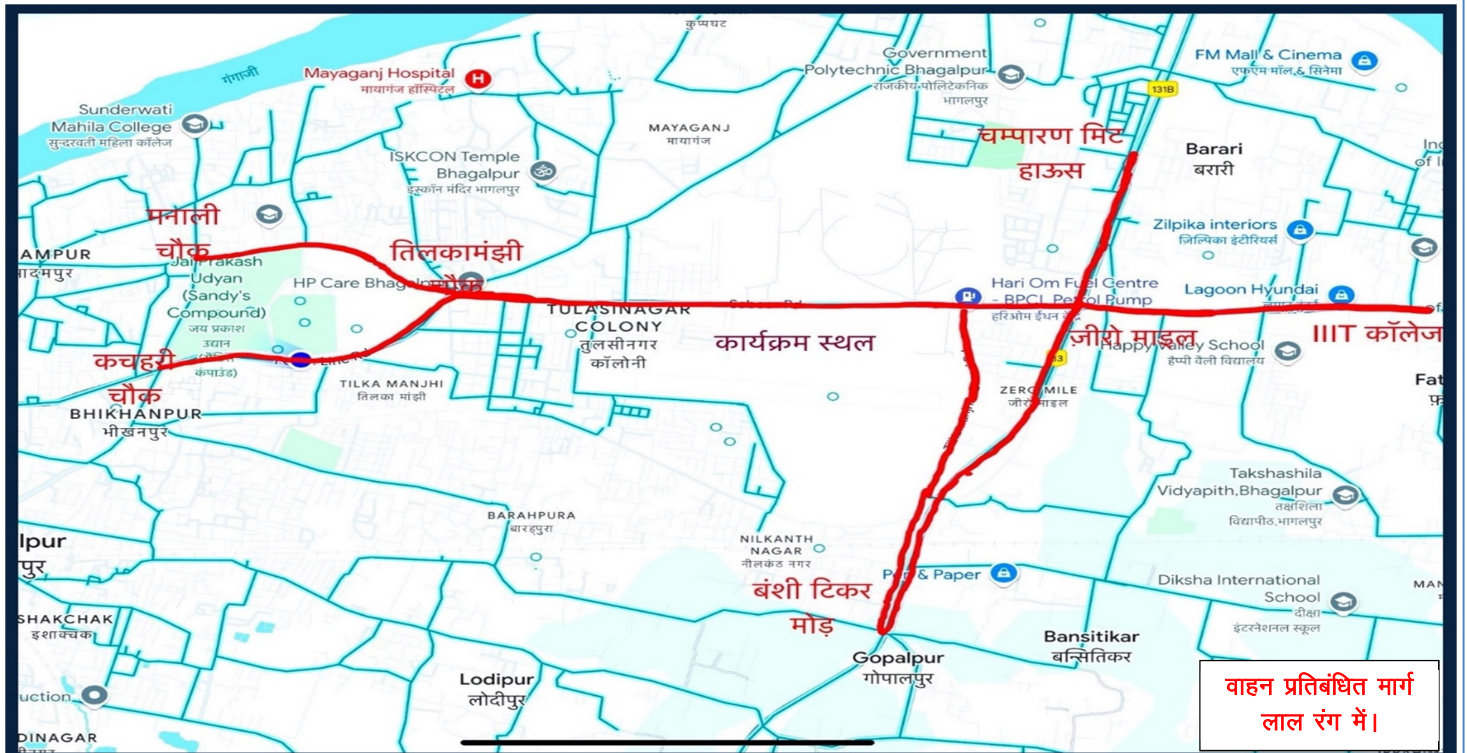 कुप्पघट
गंगाजी
Mayaganj Hospital
मायागंज हॉस्पिटल
H
Government
Polytechnic Bhagalpur
राजकीय पोलिटेकनिक
भागलपुर
FM Mall & Cinema
एफएम मॉल & सिनेमा
131B
Sunderwati
Mahila College
सुन्दरवती महिला कॉलेज
MAYAGANJ
मायागंज
चम्पारण मिट
हाऊस
Barari
बरारी
ISKCON Temple
Bhagalpur
इस्कॉन मंदिर भागलपुर
मनाली
चौक
तिलकामंझी
चौक
Zilpika interiors
जिल्पिका इंटीरियर्स
AMPUR
Jai Prakash
Udyan
(Sandy's
Compound)
जय प्रकाश
उद्यान
कंपाउंड)
HP Care Bhagalpur
Hari Om Fuel Centre
- BPCL Petrol Pump
हरिओम ईंधन केंद्र
Lagoon Hyundai
TULASINAGAR
COLONY
तुलसीनगर
कॉलोनी
कार्यक्रम स्थल
ज़ीरो माइल
IIIT कॉलेज
Happy Valley School
हैप्पी वैली विद्यालय
कचहरी
चौक
TILKA MANJHI
तिलका मांझी
ZERO MILE
जीरो माइल
BHIKHANPUR
भीखनपुर
Takshashila
Vidyapith,Bhagalpur
तक्षशिला
विद्यापीठ,भागलपुर
BARAHPURA
बारहपुरा
NILKANTH
NAGAR
नीलकंठ नगर
lpur
पुर
बंशी टिकर
मोड़
Pen & Paper
Diksha International
School
दीक्षा
इंटरनेशनल स्कूल
SHAKCHAK
इशाक्चक
Bansitikar
बन्सितिकर
Gopalpur
गोपालपुर
Lodipur
लोदीपुर
uction
DINAGAR
वाहन प्रतिबंधित मार्ग
लाल रंग में।